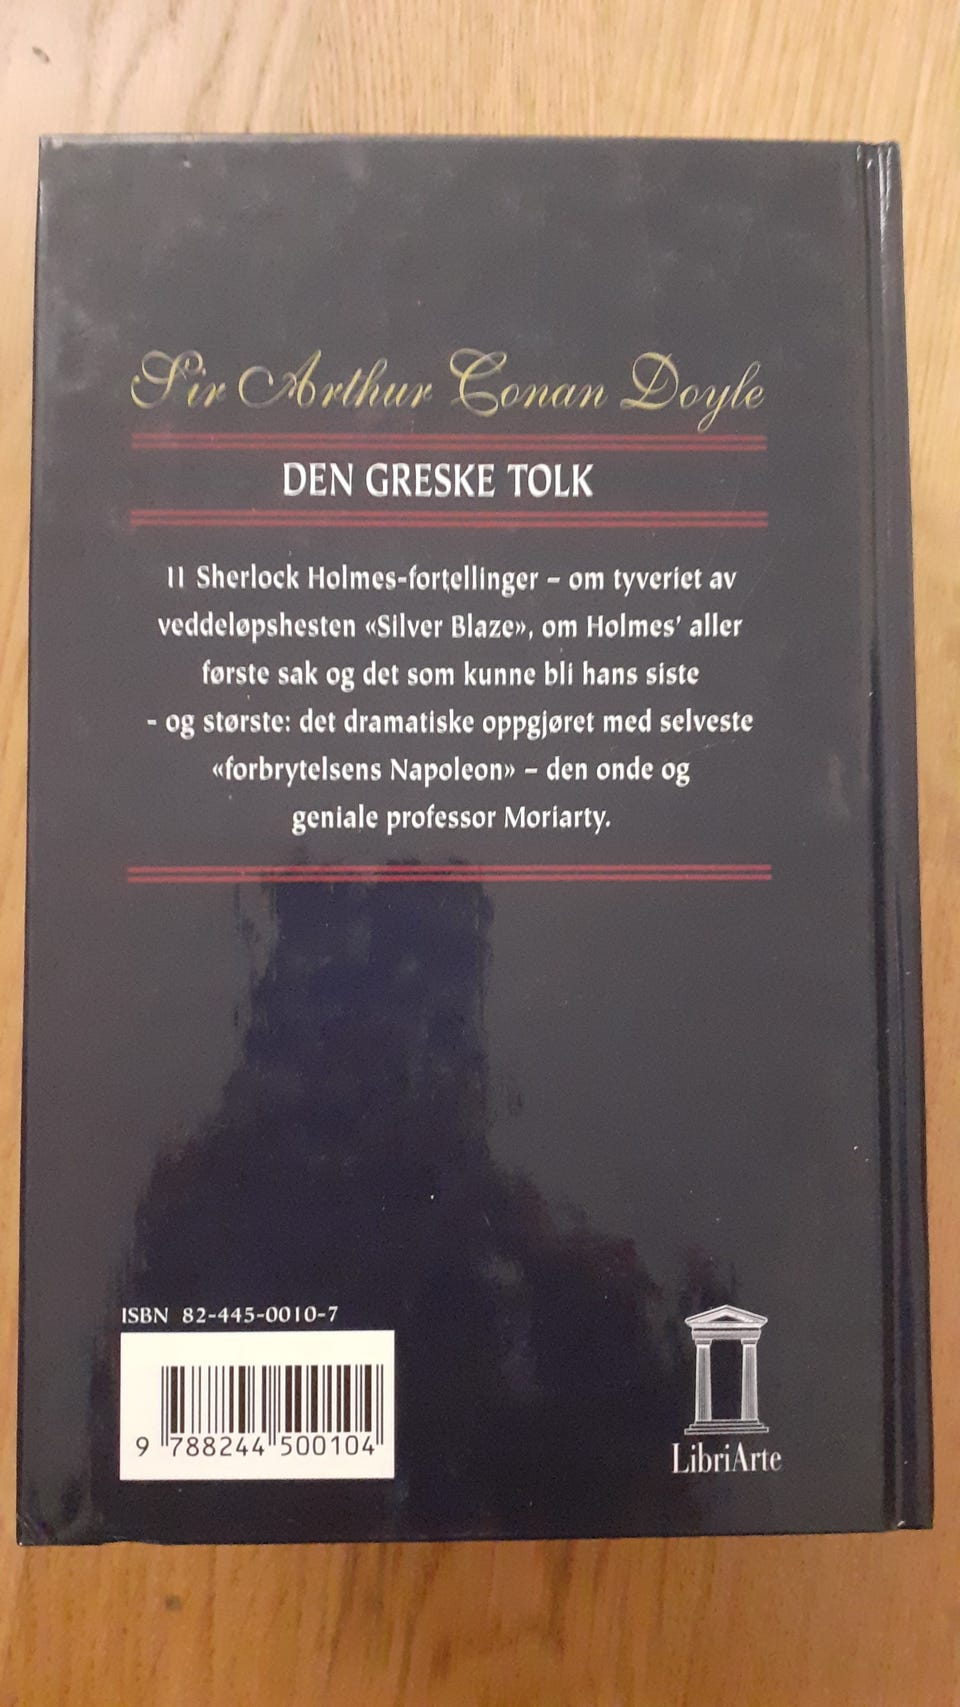 Sir Arthur Conan Doyle
DEN GRESKE TOLK
11 Sherlock Holmes-fortellinger – om tyveriet av
veddeløpshesten «Silver Blaze», om Holmes’ aller
første sak og det som kunne bli hans siste
- og største: det dramatiske oppgjøret med selveste
«forbrytelsens Napoleon» – den onde og
geniale professor Moriarty.
ISBN 82-445-0010-7
9 788244 500104
LibriArte